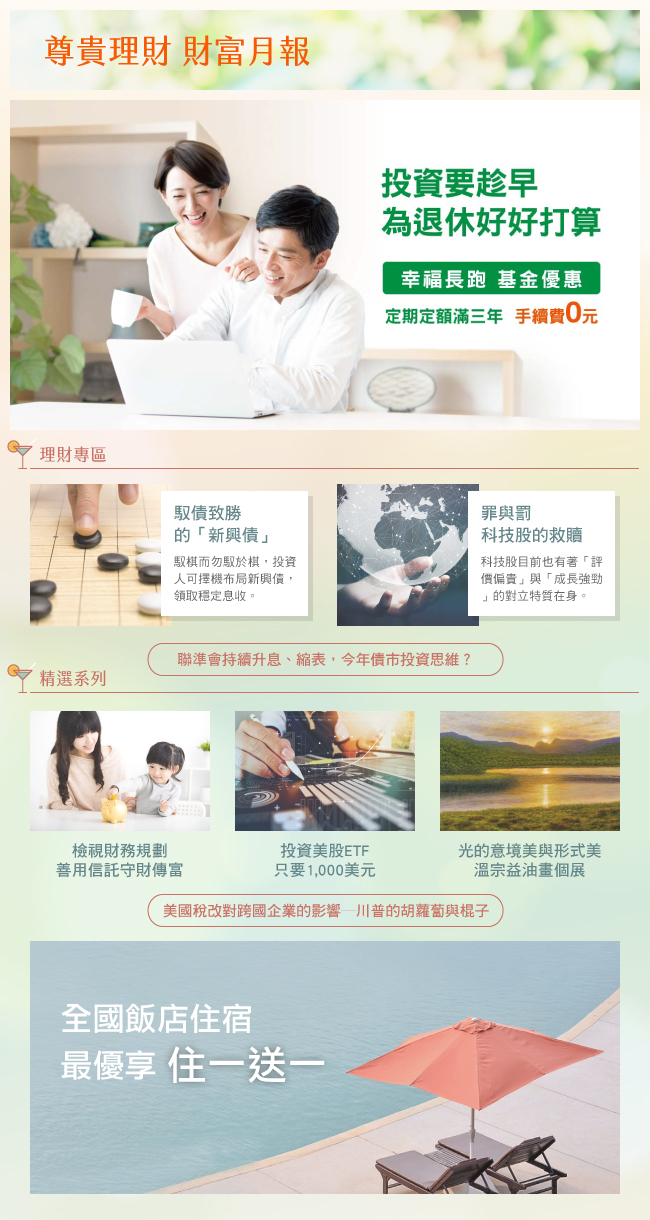 尊貴理財 財富月報
投資要趁早
為退休好好打算
幸福長跑 基金優惠
定期定額滿三年 手續費0元
理財專區
馭債致勝
的「新興債」
馭棋而勿馭於棋，投資
人可擇機布局新興債，
領取穩定息收。
罪與罰
科技股的救贖
科技股目前也有著「評
價偏貴」與「成長強勁
」的對立特質在身。
聯準會持續升息、縮表，今年債市投資思維？
精選系列
檢視財務規劃
善用信託守財傳富
投資美股ETF
只要1,000美元
光的意境美與形式美
溫宗益油畫個展
美國稅改對跨國企業的影響─川普的胡蘿蔔與棍子
全國飯店住宿
最優享 住一送一